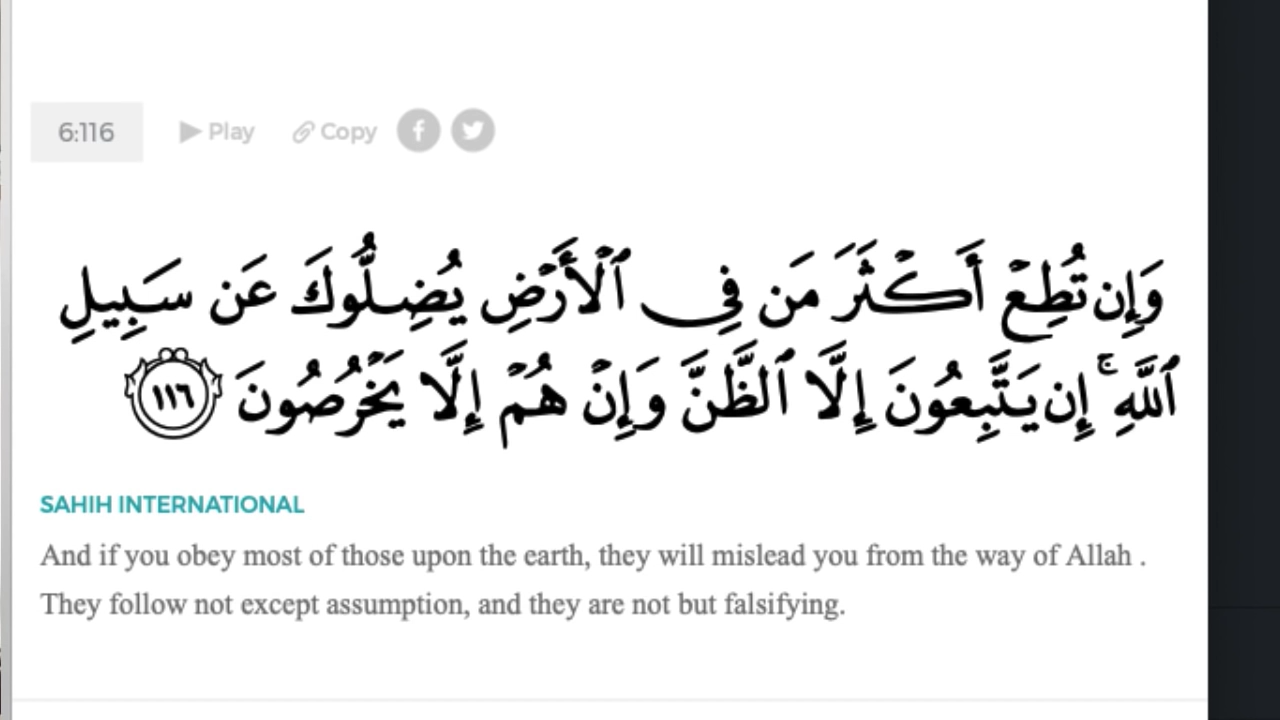 6:116 Play Copy
وَإِن تُطِعْ أَكْثَرَ مَن فِى ٱلْأَرْضِ يُضِلُّوكَ عَن سَبِيلِ
ٱللَّهِ ۚ إِن يَتَّبِعُونَ إِلَّا ٱلظَّنَّ وَإِنْ هُمْ إِلَّا يَخْرُصُونَ ١١٦
SAHIH INTERNATIONAL
And if you obey most of those upon the earth, they will mislead you from the way of Allah .
They follow not except assumption, and they are not but falsifying.